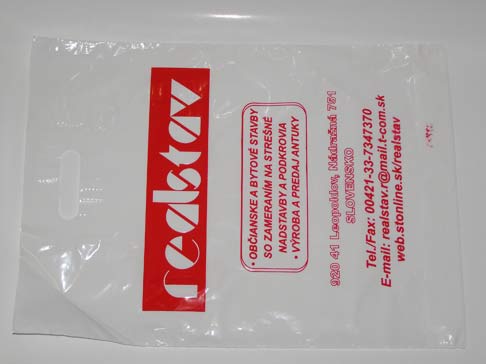 realstav
• OBČIANSKE A BYTOVÉ STAVBY
SO ZAMERANÍM NA STREŠNÉ
NADSTAVBY A PODKROVIA
• VÝROBA A PREDAJ ANTUKY
920 41 Leopoldov, Nádražná 751
SLOVENSKO
Tel./Fax: 00421-33-7347370
E-mail: realstav.r@mail.t-com.sk
web.stonline.sk/realstav